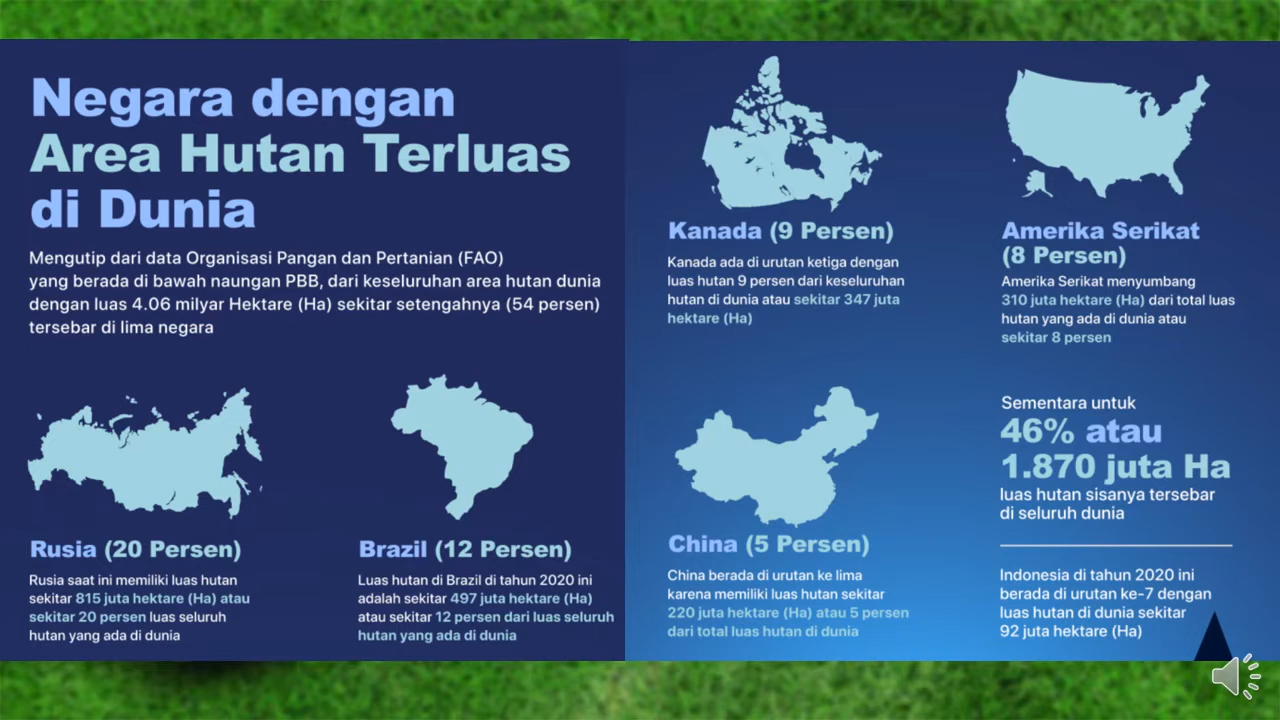 Negara dengan
Area Hutan Terluas
di Dunia
Mengutip dari data Organisasi Pangan dan Pertanian (FAO)
yang berada di bawah naungan PBB, dari keseluruhan area hutan dunia
dengan luas 4.06 milyar Hektare (Ha) sekitar setengahnya (54 persen)
tersebar di lima negara
Rusia (20 Persen)
Rusia saat ini memiliki luas hutan
sekitar 815 juta hektare (Ha) atau
sekitar 20 persen luas seluruh
hutan yang ada di dunia
Brazil (12 Persen)
Luas hutan di Brazil di tahun 2020 ini
adalah sekitar 497 juta hektare (Ha)
atau sekitar 12 persen dari luas seluruh
hutan yang ada di dunia
Kanada (9 Persen)
Kanada ada di urutan ketiga dengan
luas hutan 9 persen dari keseluruhan
hutan di dunia atau sekitar 347 juta
hektare (Ha)
Amerika Serikat
(8 Persen)
Amerika Serikat menyumbang
310 juta hektare (Ha) dari total luas
hutan yang ada di dunia atau
sekitar 8 persen
China (5 Persen)
China berada di urutan ke lima
karena memiliki luas hutan sekitar
220 juta hektare (Ha) atau 5 persen
dari total luas hutan di dunia
Sementara untuk
46% atau
1.870 juta Ha
luas hutan sisanya tersebar
di seluruh dunia
Indonesia di tahun 2020 ini
berada di urutan ke-7 dengan
luas hutan di dunia sekitar
92 juta hektare (Ha)